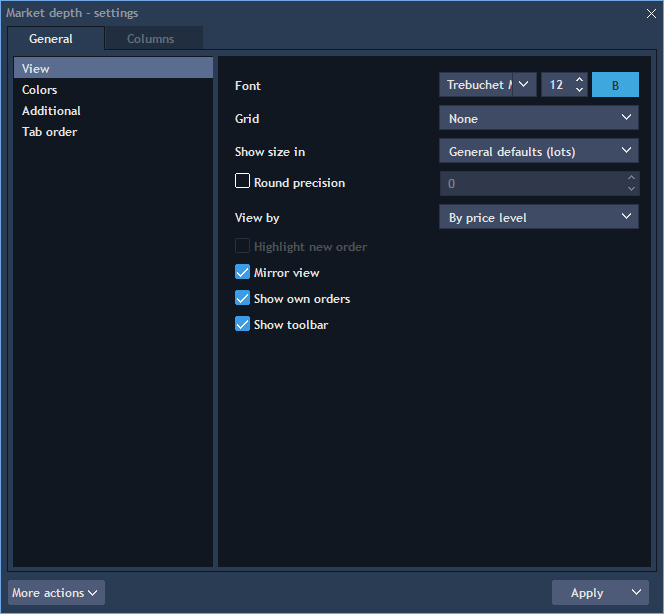 Market depth - settings
General
Columns
View
Colors
Additional
Tab order
Font
Trebuchet M
12
B
Grid
None
Show size in
General defaults (lots)
Round precision
0
View by
By price level
Highlight new order
Mirror view
Show own orders
Show toolbar
More actions
Apply